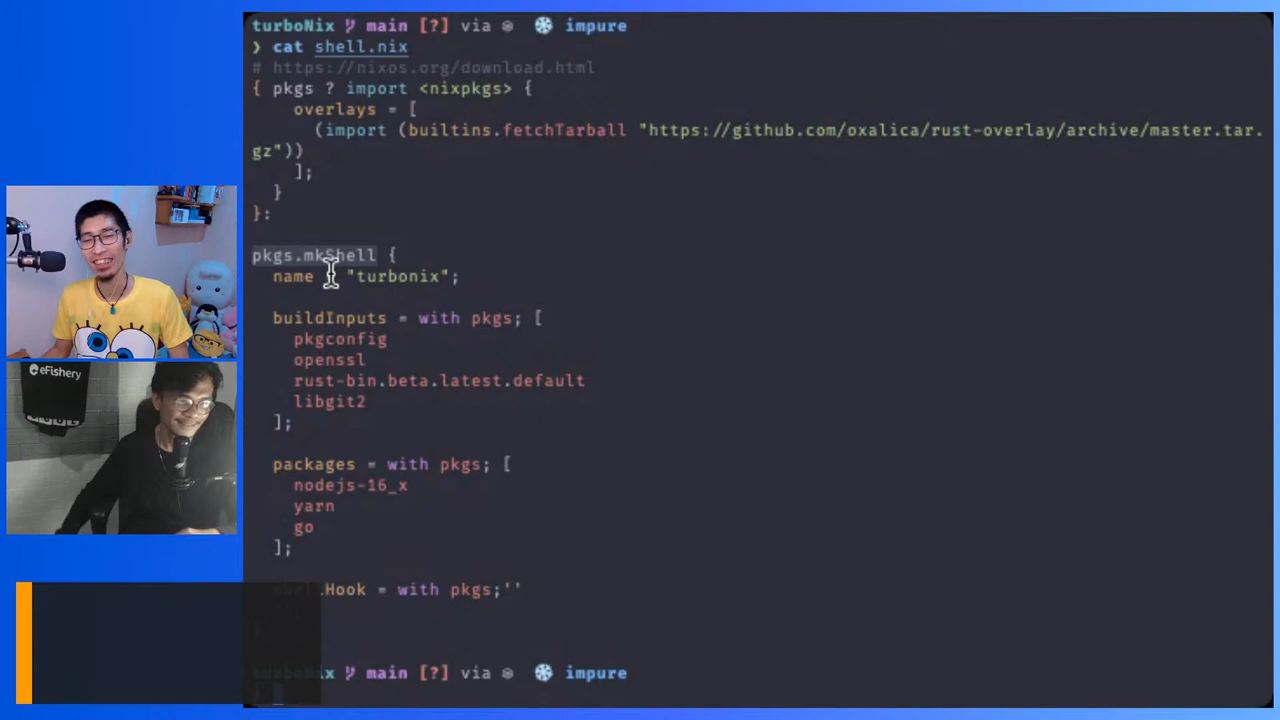 turboNix main [?] via impure
❯ cat shell.nix
# https://nixos.org/download.html
{ pkgs ? import <nixpkgs> {
overlays = [
(import (builtins.fetchTarball "https://github.com/oxalica/rust-overlay/archive/master.tar.
gz"))
];
}
}:
pkgs.mkShell {
name "turbonix";
buildInputs = with pkgs; [
pkgconfig
openssl
rust-bin.beta.latest.default
libgit2
];
packages = with pkgs; [
nodejs-16_x
yarn
go
];
shellHook = with pkgs;''
turboNix main [?] via impure
eFishery